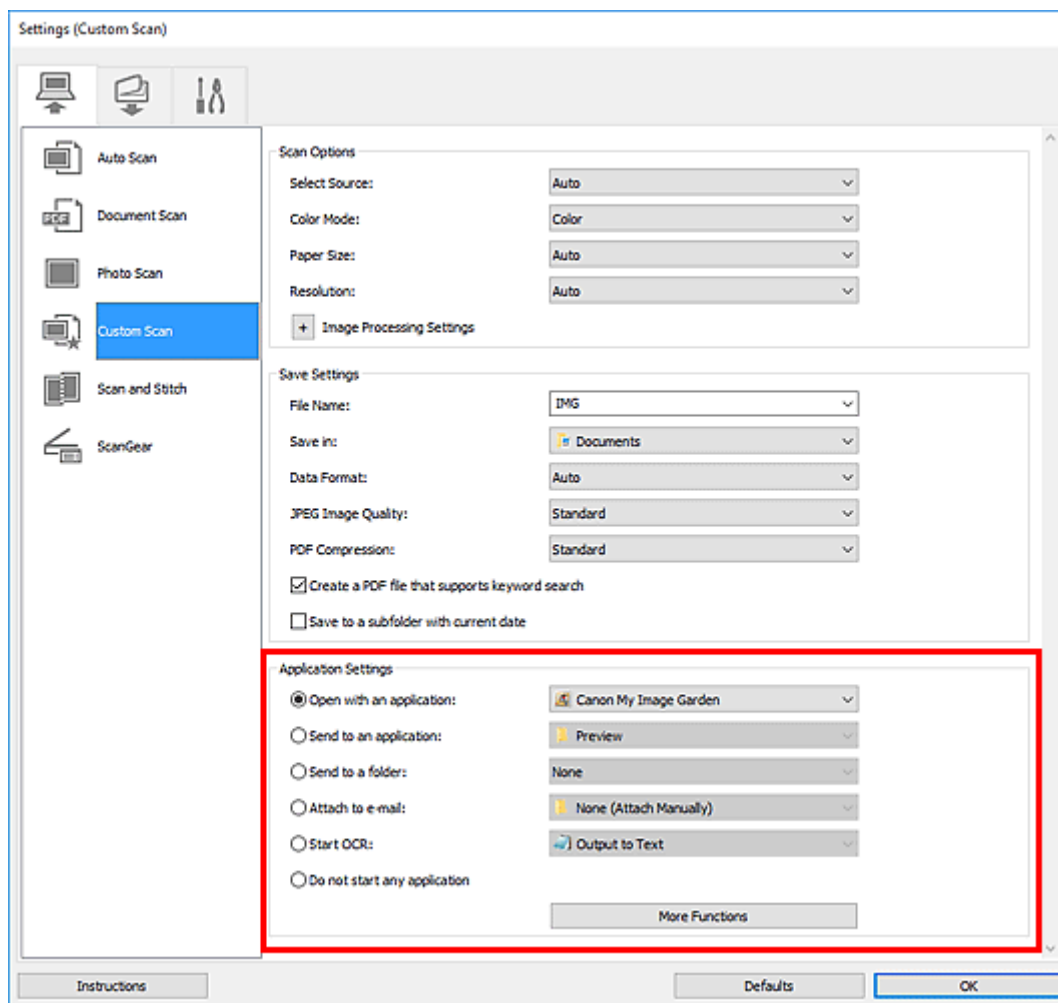 Settings (Custom Scan)
Auto Scan
Document Scan
Photo Scan
Custom Scan
Scan and Stitch
ScanGear
Scan Options
Select Source: Auto
Color Mode: Color
Paper Size: Auto
Resolution: Auto
+ Image Processing Settings
Save Settings
File Name: IMG
Save in: Documents
Data Format: Auto
JPEG Image Quality: Standard
PDF Compression: Standard
Create a PDF file that supports keyword search
Save to a subfolder with current date
Application Settings
Open with an application: Canon My Image Garden
Send to an application: Preview
Send to a folder: None
Attach to e-mail: None (Attach Manually)
Start OCR: Output to Text
Do not start any application
More Functions
Instructions Defaults OK